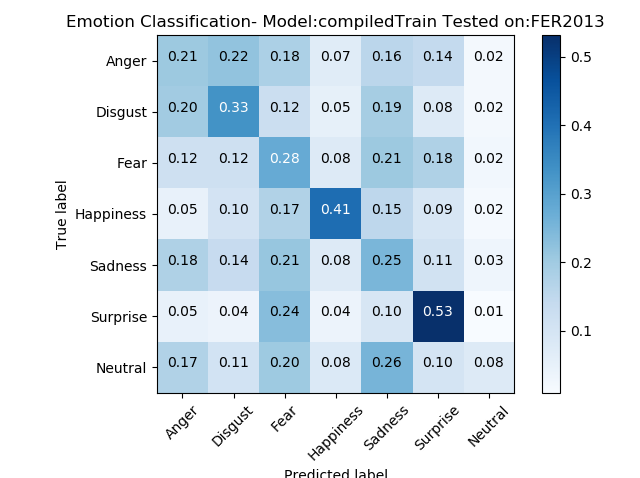 Emotion Classification- Model:compiledTrain Tested on:FER2013
Anger 0.21 0.22 0.18 0.07 0.16 0.14 0.02
Disgust 0.20 0.33 0.12 0.05 0.19 0.08 0.02
Fear 0.12 0.12 0.28 0.08 0.21 0.18 0.02
Happiness 0.05 0.10 0.17 0.41 0.15 0.09 0.02
Sadness 0.18 0.14 0.21 0.08 0.25 0.11 0.03
Surprise 0.05 0.04 0.24 0.04 0.10 0.53 0.01
Neutral 0.17 0.11 0.20 0.08 0.26 0.10 0.08
True label
Anger Disgust Fear Happiness Sadness Surprise Neutral
Predicted label
0.5
0.4
0.3
0.2
0.1